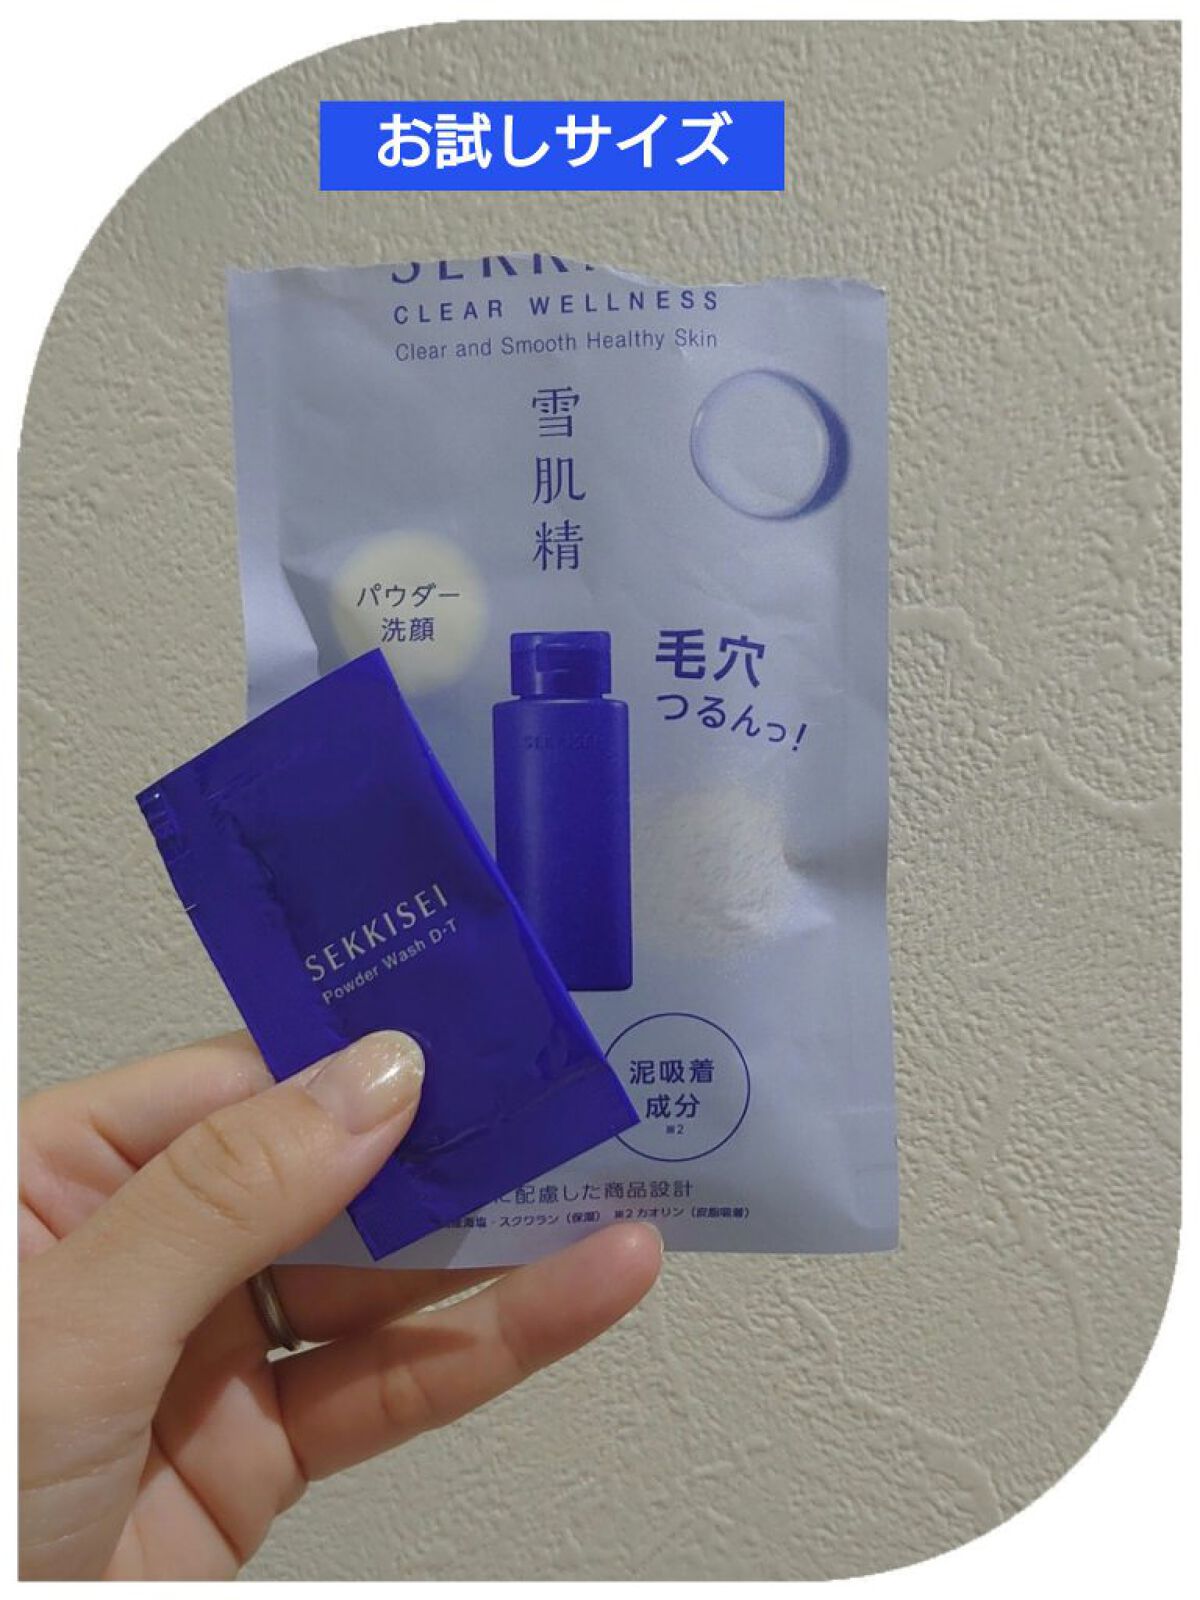 お試しサイズ
CLEAR WELLNESS
Clear and Smooth Healthy Skin
雪肌精
パウダー
洗顔
毛穴
つるんっ!
SEKKISEI
SEKKISEI
Powder Wash D-T
泥吸着
成分
※2
に配慮した商品設計
海塩・スクワラン（保湿） ※2 カオリン（皮脂吸着）